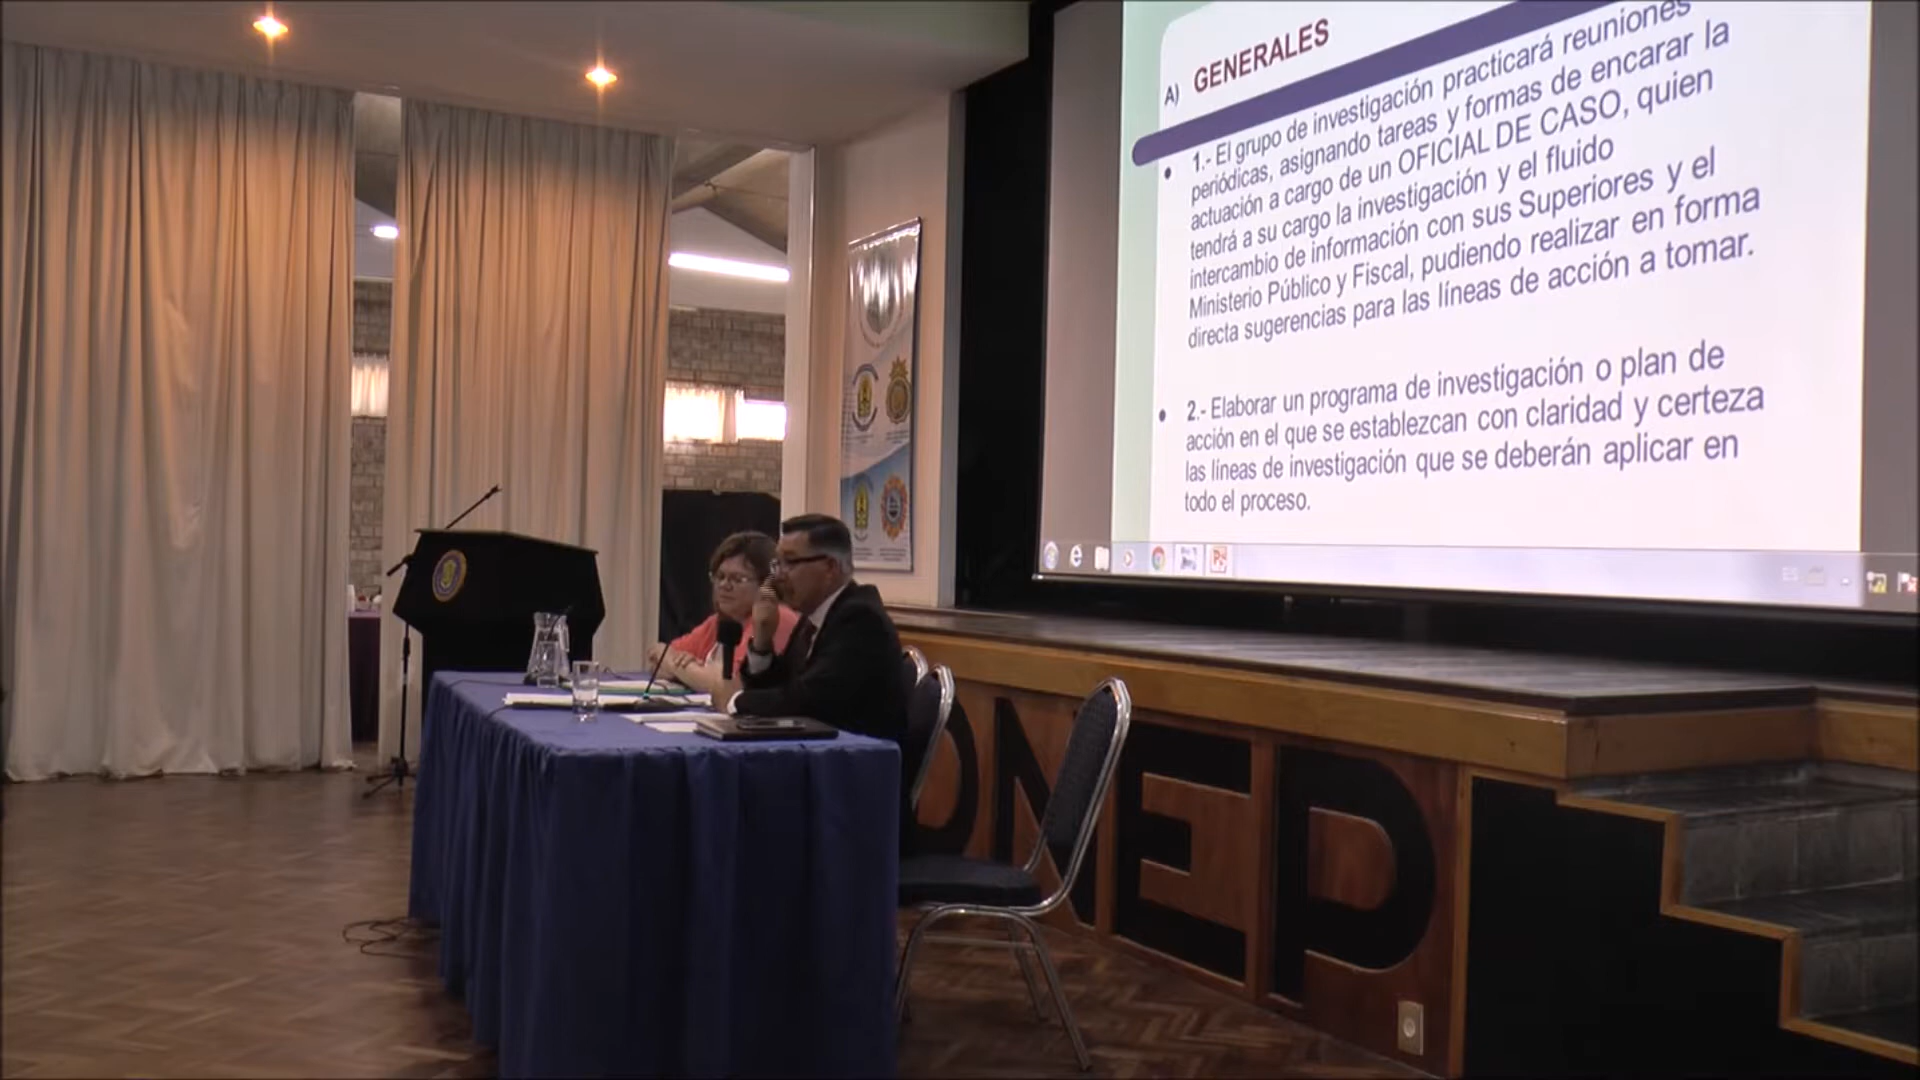 A) GENERALES
• 1.- El grupo de investigación practicará reuniones
periódicas, asignando tareas y formas de encarar la
actuación a cargo de un OFICIAL DE CASO, quien
tendrá a su cargo la investigación y el fluido
intercambio de información con sus Superiores y el
Ministerio Público y Fiscal, pudiendo realizar en forma
directa sugerencias para las líneas de acción a tomar.
• 2.- Elaborar un programa de investigación o plan de
acción en el que se establezcan con claridad y certeza
las líneas de investigación que se deberán aplicar en
todo el proceso.
ONEP